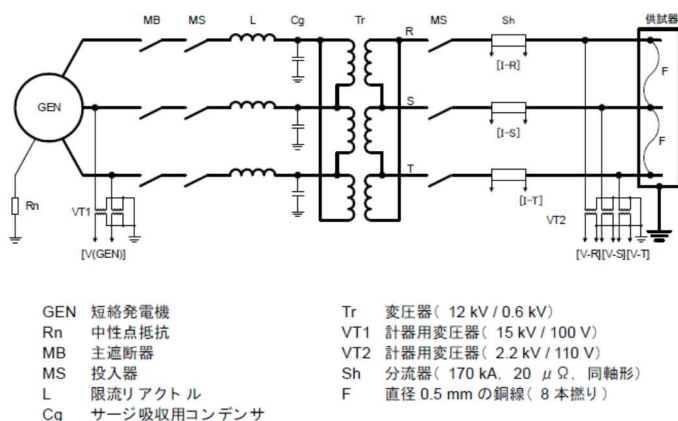 MB MS L Cg Tr MS Sh 供試器
R
[I-R]
F
GEN
S
[I-S]
F
T
[I-T]
Rn
VT1
VT2
[V(GEN)]
[V-R][V-S][V-T]
GEN 短絡発電機
Rn 中性点抵抗
MB 主遮断器
MS 投入器
L 限流リアクトル
Cg サージ吸収用コンデンサ
Tr 変圧器( 12 kV / 0.6 kV)
VT1 計器用変圧器( 15 kV / 100 V)
VT2 計器用変圧器( 2.2 kV / 110 V)
Sh 分流器( 170 kA, 20 μΩ, 同軸形)
F 直径 0.5 mm の銅線( 8 本撚り)